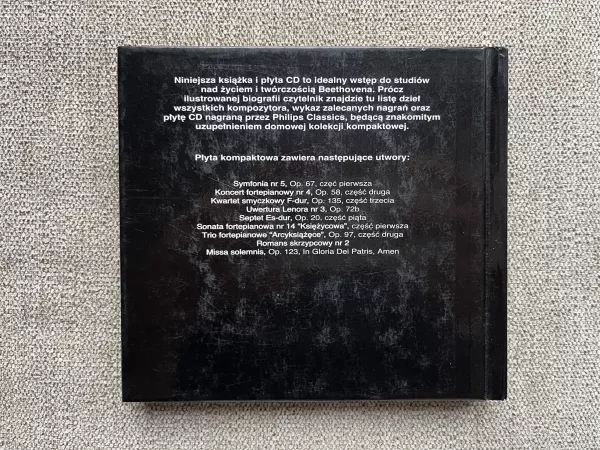 Niniejsza książka i płyta CD to idealny wstęp do studiów
nad życiem i twórczością Beethovena. Prócz
ilustrowanej biografii czytelnik znajdzie tu listę dzieł
wszystkich kompozytora, wykaz zalecanych nagrań oraz
płytę CD nagraną przez Philips Classics, będącą znakomitym
uzupełnieniem domowej kolekcji kompaktowej.
Płyta kompaktowa zawiera następujące utwory:
Symfonia nr 5, Op. 67, częć pierwsza
Koncert fortepianowy nr 4, Op. 58, część druga
Kwartet smyczkowy F-dur, Op. 135, część trzecia
Uwertura Lenora nr 3, Op. 72b
Septet Es-dur, Op. 20, część piąta
Sonata fortepianowa nr 14 "Księżycowa", część pierwsza
Trio fortepianowe "Arcyksiążęce", Op. 97, część druga
Romans skrzypcowy nr 2
Missa solemnis, Op. 123, In Gloria Dei Patris, Amen